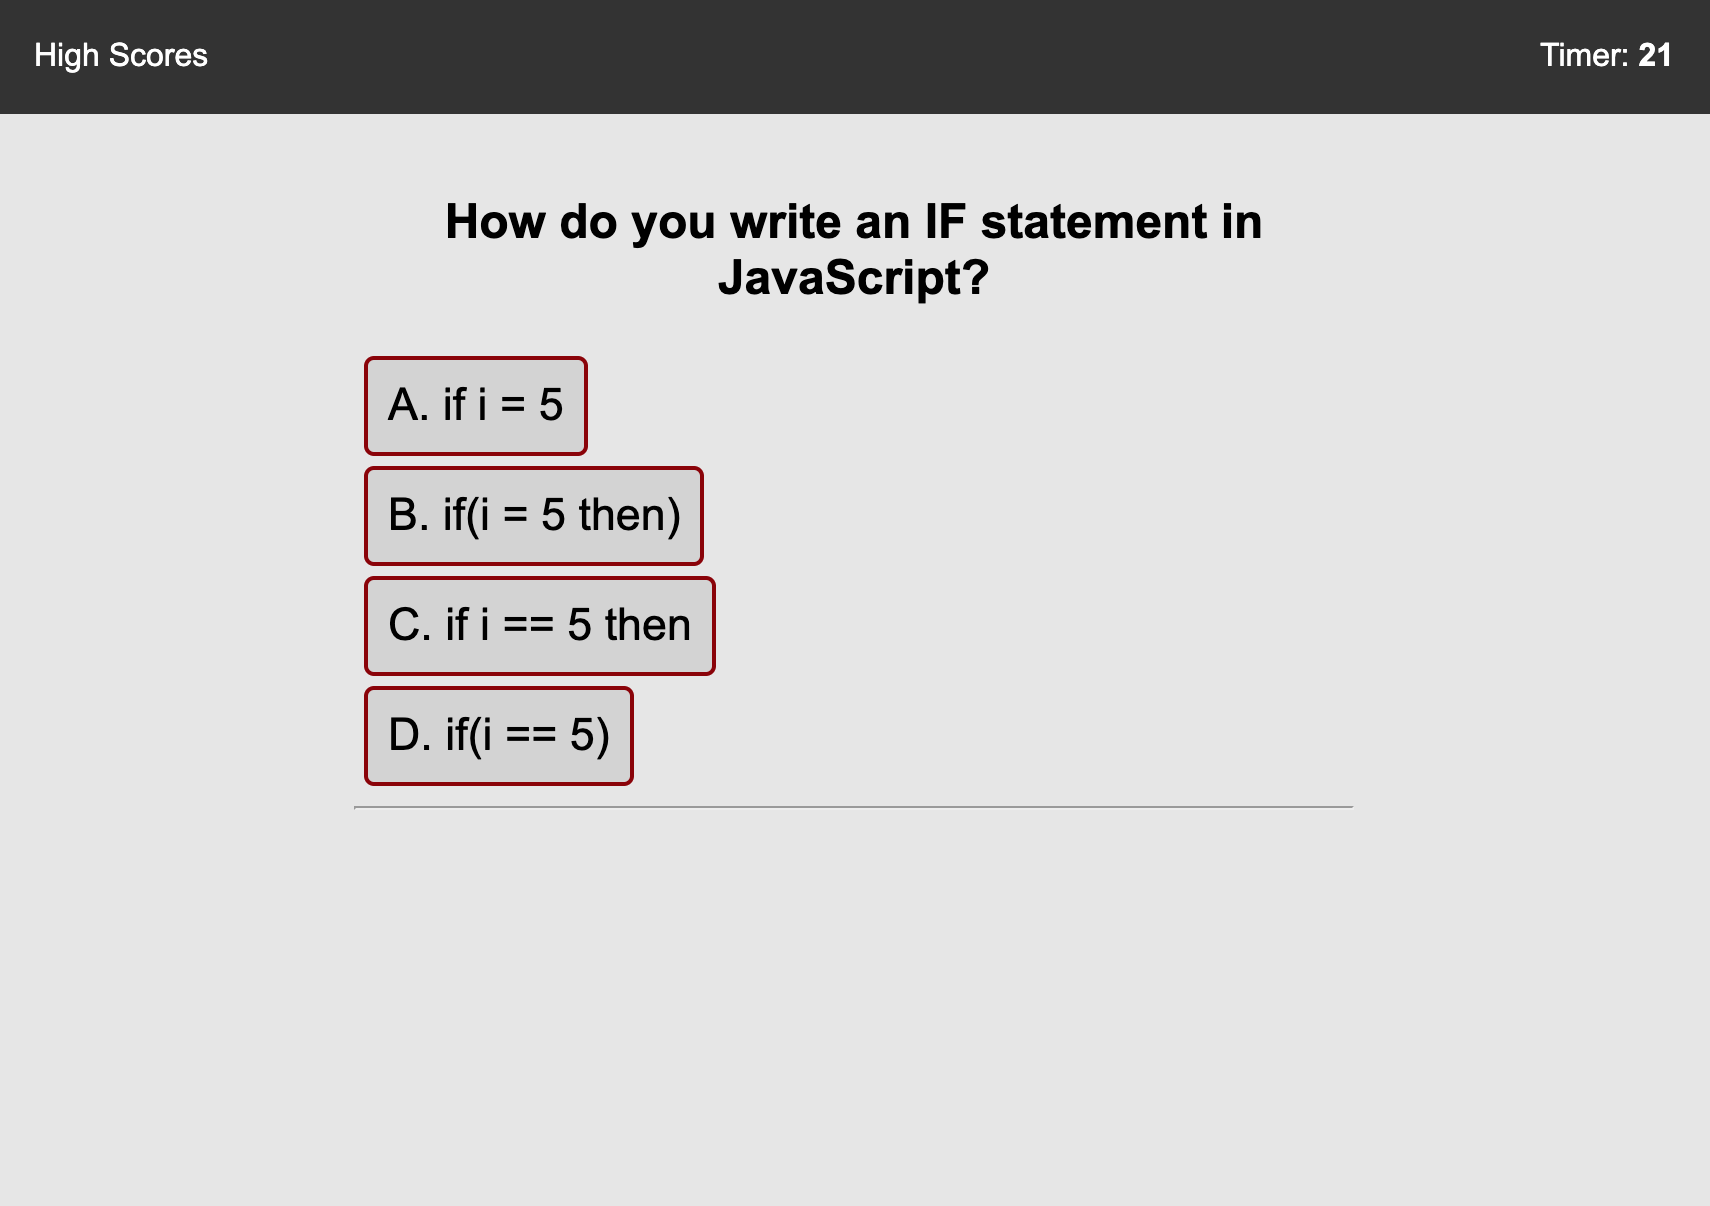 High Scores
Timer: 21
How do you write an IF statement in
JavaScript?
A. if i = 5
B. if(i = 5 then)
C. if i == 5 then
D. if(i == 5)